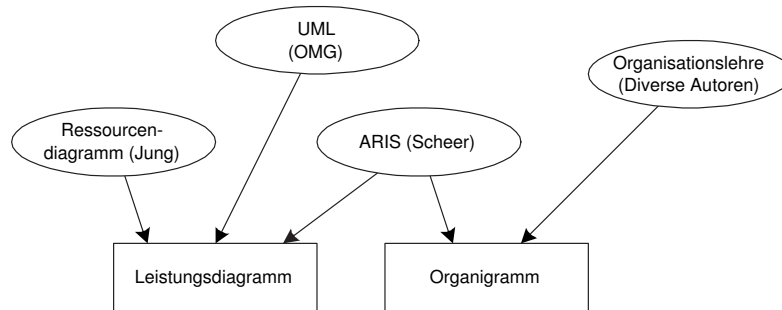 UML
(OMG)
Organisationslehre
(Diverse Autoren)
Ressourcen-
diagramm (Jung)
ARIS (Scheer)
Leistungsdiagramm
Organigramm